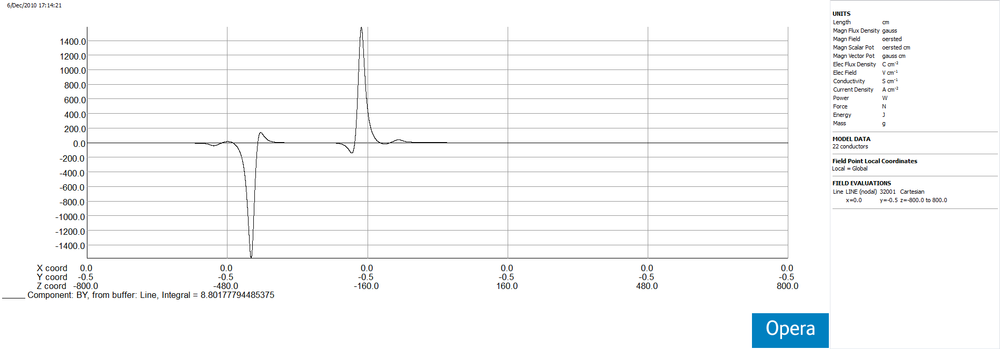 6/Dec/2010 17:14:21
1400.0
1200.0
1000.0
800.0
600.0
400.0
200.0
0.0
-200.0
-400.0
-600.0
-800.0
-1000.0
-1200.0
-1400.0
X coord 0.0 0.0 0.0 0.0 0.0 0.0
Y coord -0.5 -0.5 -0.5 -0.5 -0.5 -0.5
Z coord -800.0 -480.0 -160.0 160.0 480.0 800.0
Component: BY, from buffer: Line, Integral = 8.80177794485375
UNITS
Length cm
Magn Flux Density gauss
Magn Field oersted
Magn Scalar Pot oersted cm
Magn Vector Pot gauss cm
Elec Flux Density C cm-2
Elec Field V cm-1
Conductivity S cm-1
Current Density A cm-2
Power W
Force N
Energy J
Mass g
MODEL DATA
22 conductors
Field Point Local Coordinates
Local = Global
FIELD EVALUATIONS
Line LINE (nodal) 32001 Cartesian
x=0.0 y=-0.5 z=-800.0 to 800.0
Opera